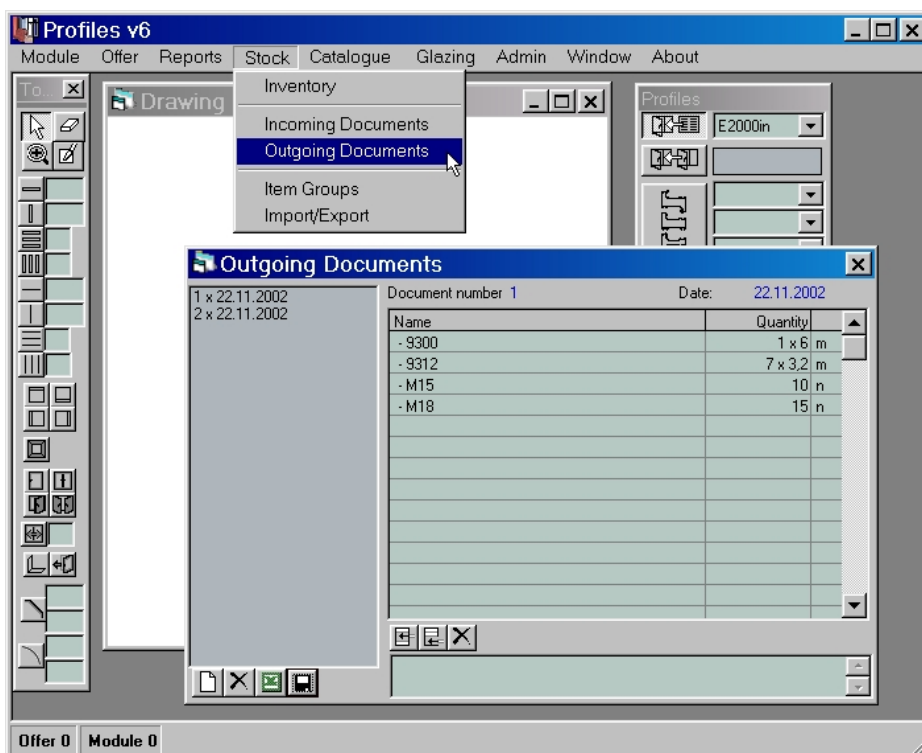 Profiles v6
Module Offer Reports Stock Catalogue Glazing Admin Window About
To...
Drawing
Inventory
Incoming Documents
Outgoing Documents
Item Groups
Import/Export
Profiles
E2000in
Outgoing Documents
1 x 22.11.2002
2 x 22.11.2002
Document number 1 Date: 22.11.2002
Name Quantity
- 9300 1 x 6 m
- 9312 7 x 3,2 m
- M15 10 n
- M18 15 n
Offer 0 Module 0